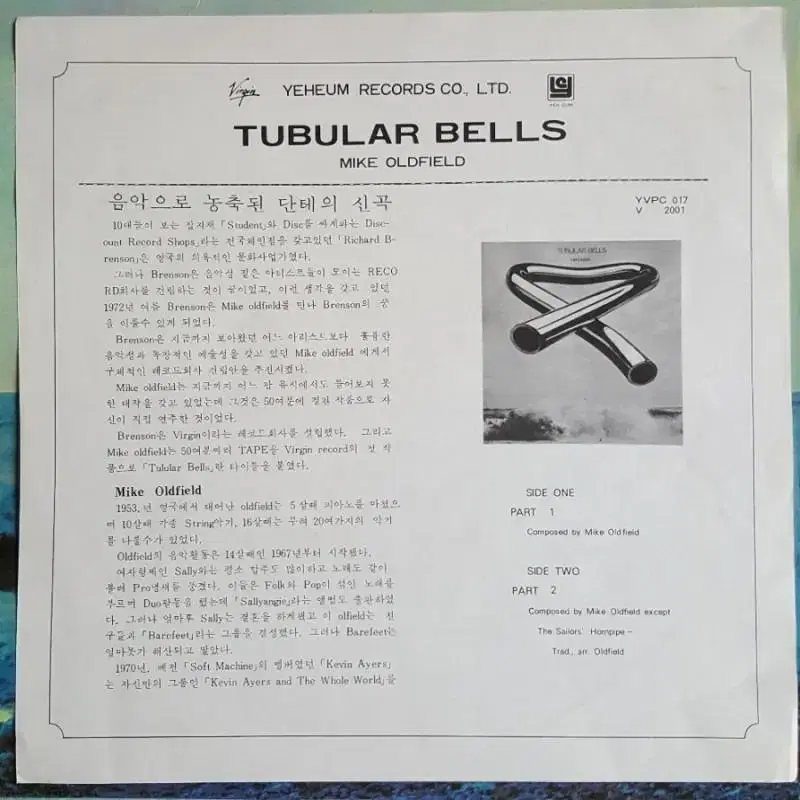 Virgin YEHEUM RECORDS CO., LTD.
TUBULAR BELLS
MIKE OLDFIELD
음악으로 농축된 단테의 신곡
YVPC 017
V 2001
10대들이 보는 잡지책 「Student」와 Disc를 싸게파는 Disc-
ount Record Shops」라는 전국체인점을 갖고있던 「Richard B-
renson」은 영국의 의욕적인 문화사업가였다.
그러나 Brenson은 음악성 짙은 아티스트들이 모이는 RECO
RD회사를 건립하는 것이 꿈이었고, 이런 생각을 갖고 있던
1972년 여름 Brenson은 Mike oldfield를 만나 Brenson의 꿈
을 이룰수 있게 되었다.
Brenson은 지금까지 보아왔던 어느 아티스트보다 훌륭한
음악성과 독창적인 예술성을 갖고 있던 Mike oldfield 에게서
구체적인 레코드회사 건립안을 추진시켰다.
Mike oldfield는 지금까지 어느 감 유시에서도 들어보지 못
한 대작을 갖고 있었는데 그것은 50여분에 걸친 작품으로 자
신이 직접 연주한 것이었다.
Brenson은 Virgin이라는 레코드회사를 설립했다. 그리고
Mike oldfield는 50여분짜리 TAPE을 Virgin record의 첫 작
품으로 「Tulular Bells」란 타이틀을 붙였다.
Mike Oldfield
1953, 년 영국에서 태어난 oldfield는 5살때 피아노를 마쳤으
며 10살때 각종 String악기, 16살때는 무려 20여가지의 악기
를 다룰수가 있었다.
Oldfield의 음악활동은 14살때인 1967년부터 시작했다.
여자형제인 Sally와는 평소 합주도 많이하고 노래도 같이
불러 Pro냄새를 풍겼다. 이들은 Folk와 Pop이 섞인 노래를
부르며 Duo활동을 했는데 「Sallyangie」라는 앨범도 출판하였
다. 그러나 얼마후 Sally는 결혼을 하게됐고 이 olfield는 친
구들과 「Barefeet」라는 그룹을 결성했다. 그러나 Barefeet는
얼마못가 해산되고 말았다.
1970년, 예전 「Soft Machine」의 멤버였던 「Kevin Ayers」
는 자신만의 그룹인 「Kevin Ayers and The Whole World」를
TUBULAR BELLS
SIDE ONE
PART 1
Composed by Mike Oldfield
SIDE TWO
PART 2
Composed by Mike Oldfield except
The Sailors' Hornpipe –
Trad., arr. Oldfield